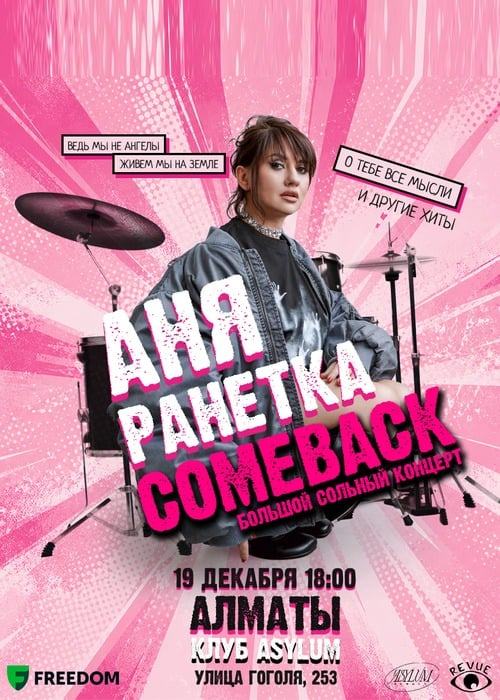 ВЕДЬ МЫ НЕ АНГЕЛЫ
ЖИВЕМ МЫ НА ЗЕМЛЕ
О ТЕБЕ ВСЕ МЫСЛИ
И ДРУГИЕ ХИТЫ
АНЯ
РАНЕТКА
COMEBACK
БОЛЬШОЙ СОЛЬНЫЙ КОНЦЕРТ
19 ДЕКАБРЯ 18:00
АЛМАТЫ
КЛУБ ASYLUM
УЛИЦА ГОГОЛЯ, 253
FREEDOM
ASYLUM
REVUE